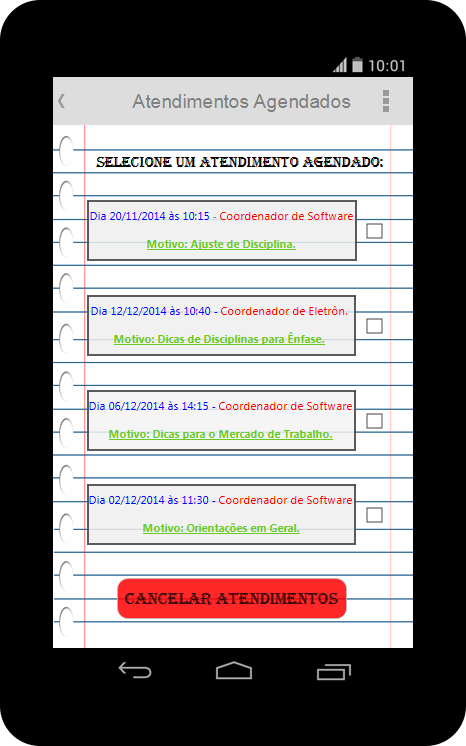 10:01
Atendimentos Agendados
Selecione um Atendimento Agendado:
Dia 20/11/2014 às 10:15 - Coordenador de Software
Motivo: Ajuste de Disciplina.
Dia 12/12/2014 às 10:40 - Coordenador de Eletrôn.
Motivo: Dicas de Disciplinas para Ênfase.
Dia 06/12/2014 às 14:15 - Coordenador de Software
Motivo: Dicas para o Mercado de Trabalho.
Dia 02/12/2014 às 11:30 - Coordenador de Software
Motivo: Orientações em Geral.
Cancelar Atendimentos